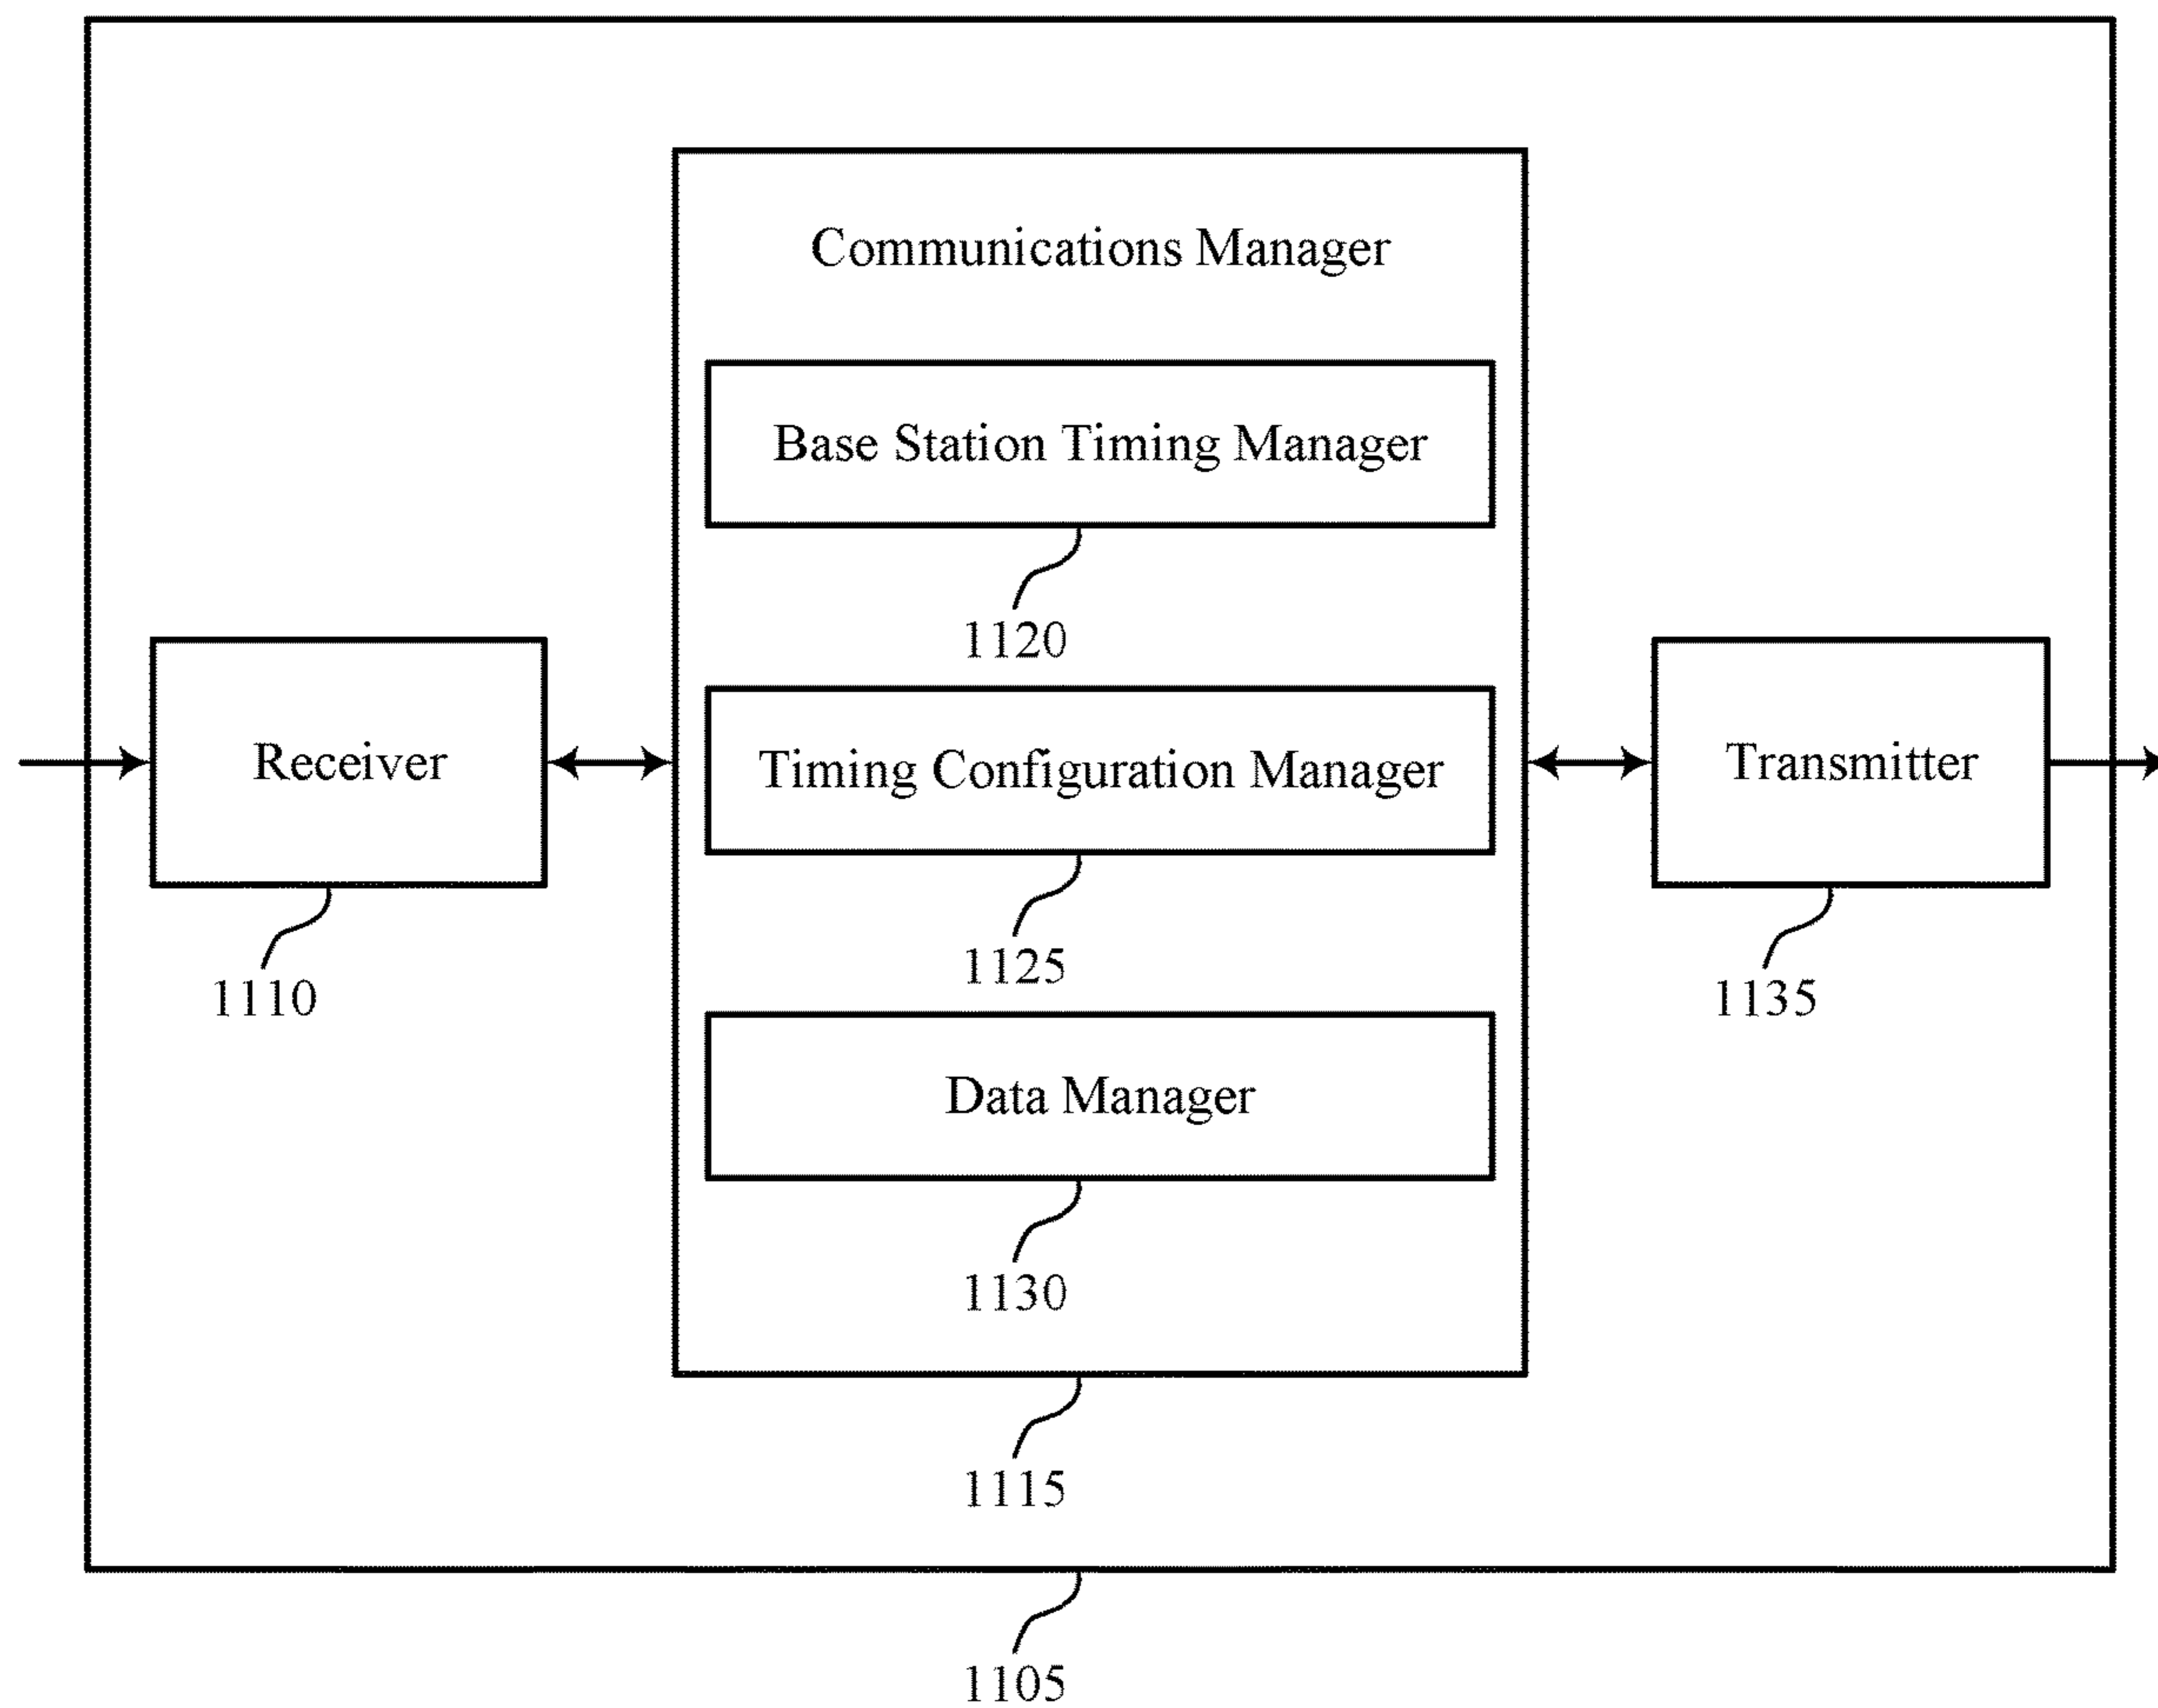 Communications Manager
Base Station Timing Manager
1120
Receiver
Timing Configuration Manager
Transmitter
1110
1125
1135
Data Manager
1130
1115
1105